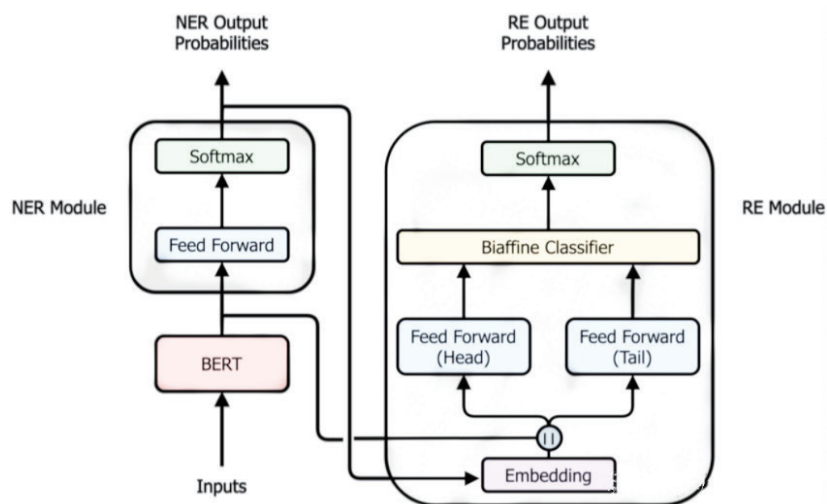 NER Output
Probabilities
RE Output
Probabilities
Softmax
Softmax
NER Module
RE Module
Feed Forward
Biaffine Classifier
Feed Forward
(Head)
Feed Forward
(Tail)
BERT
||
Embedding
Inputs